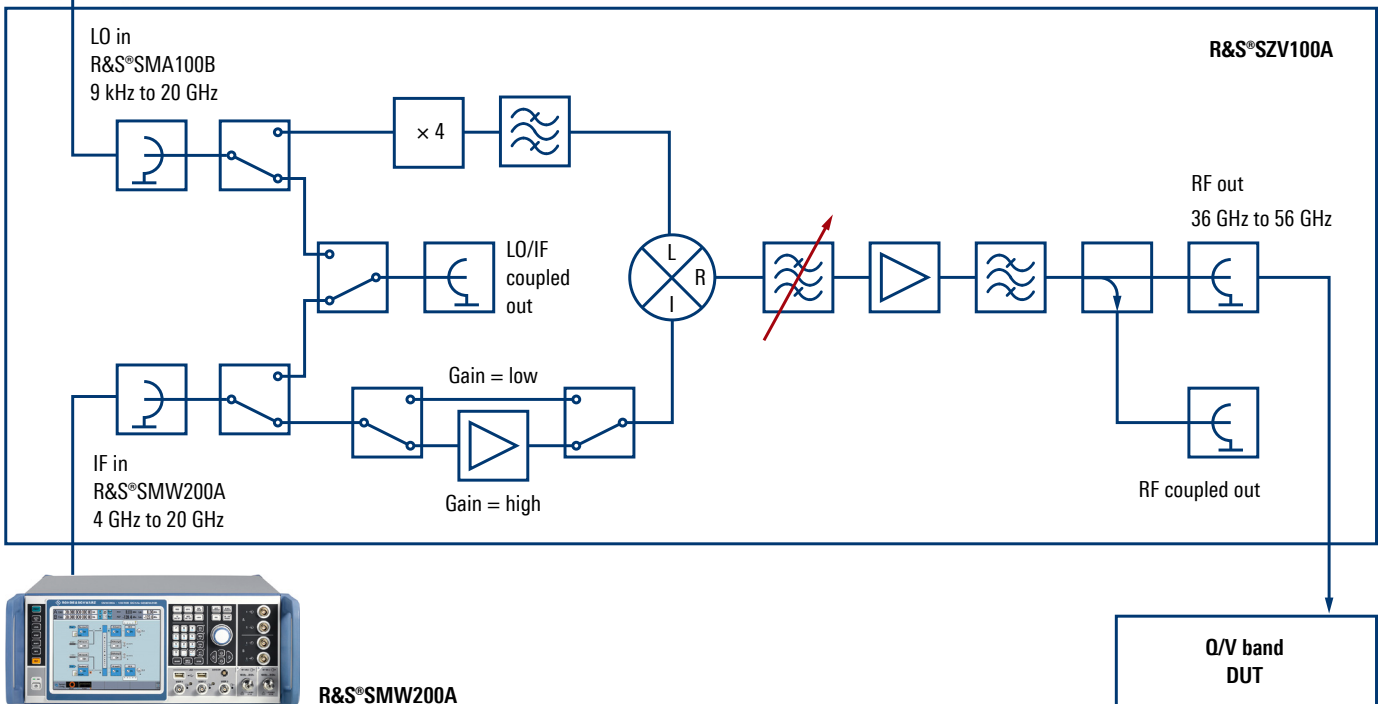 LO in
R&S®SMA100B
9 kHz to 20 GHz
R&S®SZV100A
× 4
RF out
36 GHz to 56 GHz
LO/IF
coupled
out
L
R
I
Gain = low
IF in
R&S®SMW200A
4 GHz to 20 GHz
Gain = high
RF coupled out
Q/V band
DUT
R&S®SMW200A